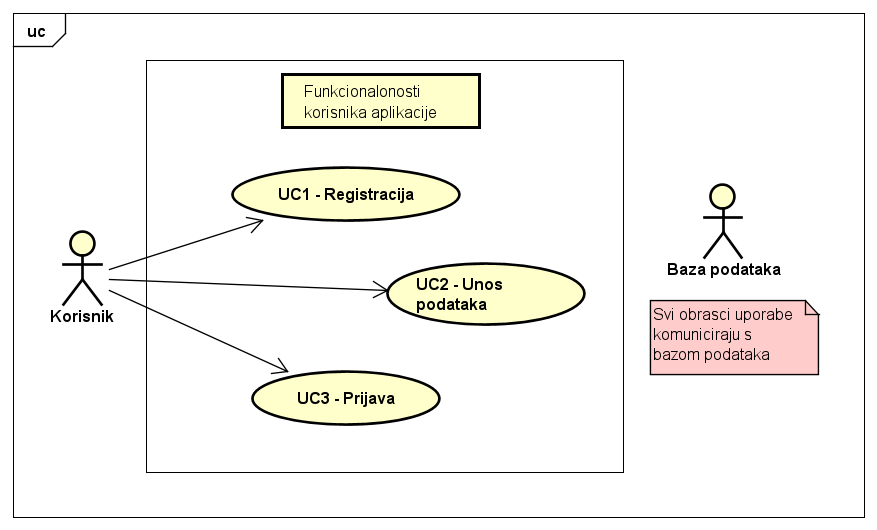 uc
Funkcionalonosti
korisnika aplikacije
UC1 - Registracija
UC2 - Unos
podataka
UC3 - Prijava
Korisnik
Baza podataka
Svi obrasci uporabe
komuniciraju s
bazom podataka